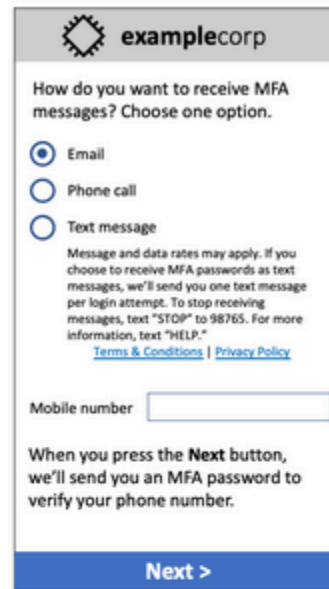 examplecorp
How do you want to receive MFA
messages? Choose one option.
Email
Phone call
Text message
Message and data rates may apply. If you
choose to receive MFA passwords as text
messages, we'll send you one text message
per login attempt. To stop receiving
messages, text "STOP" to 98765. For more
information, text "HELP."
Terms & Conditions | Privacy Policy
Mobile number
When you press the Next button,
we'll send you an MFA password to
verify your phone number.
Next >